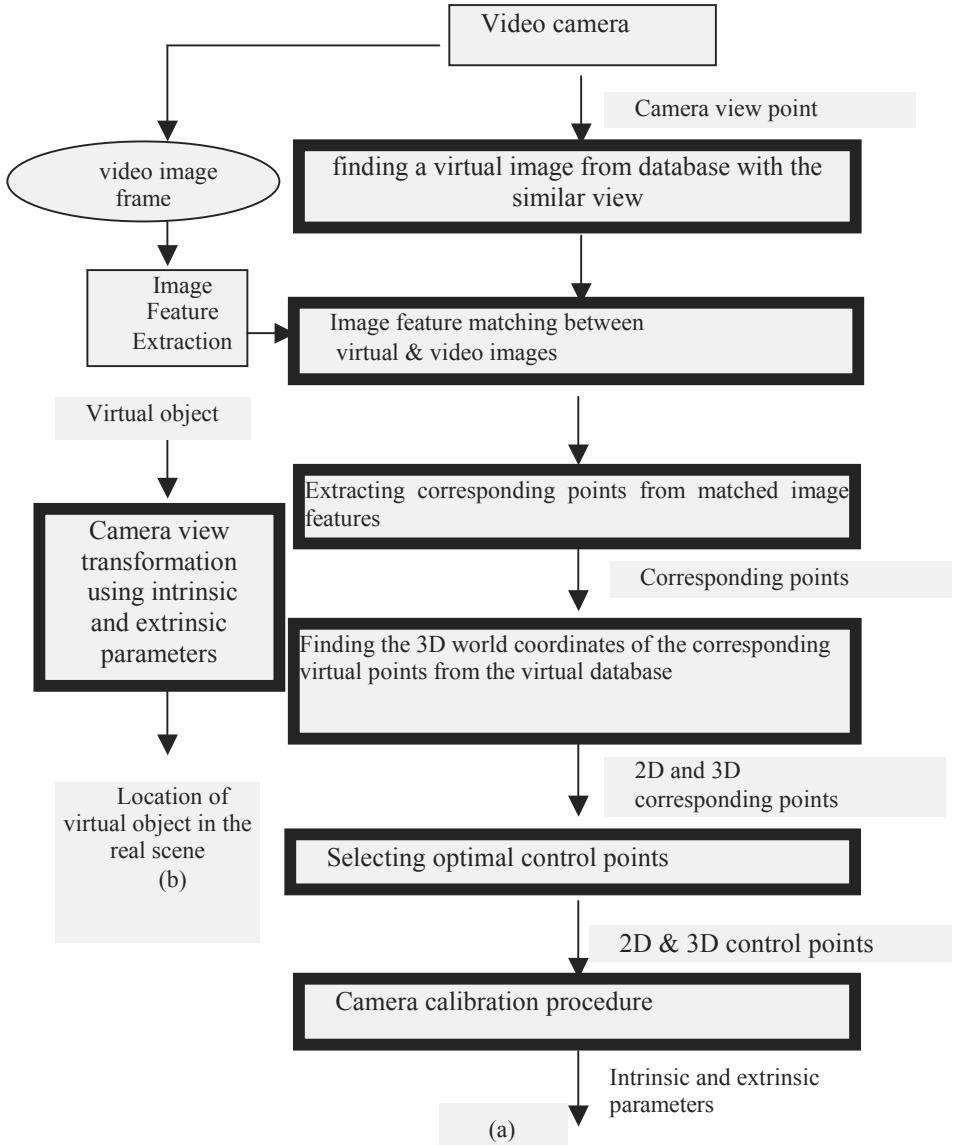 Video camera
Camera view point
video image
frame
finding a virtual image from database with the
similar view
Image
Feature
Extraction
Image feature matching between
virtual & video images
Virtual object
Extracting corresponding points from matched image
features
Camera view
transformation
using intrinsic
and extrinsic
parameters
Corresponding points
Finding the 3D world coordinates of the corresponding
virtual points from the virtual database
2D and 3D
corresponding points
Location of
virtual object in the
real scene
(b)
Selecting optimal control points
2D & 3D control points
Camera calibration procedure
Intrinsic and extrinsic
parameters
(a)